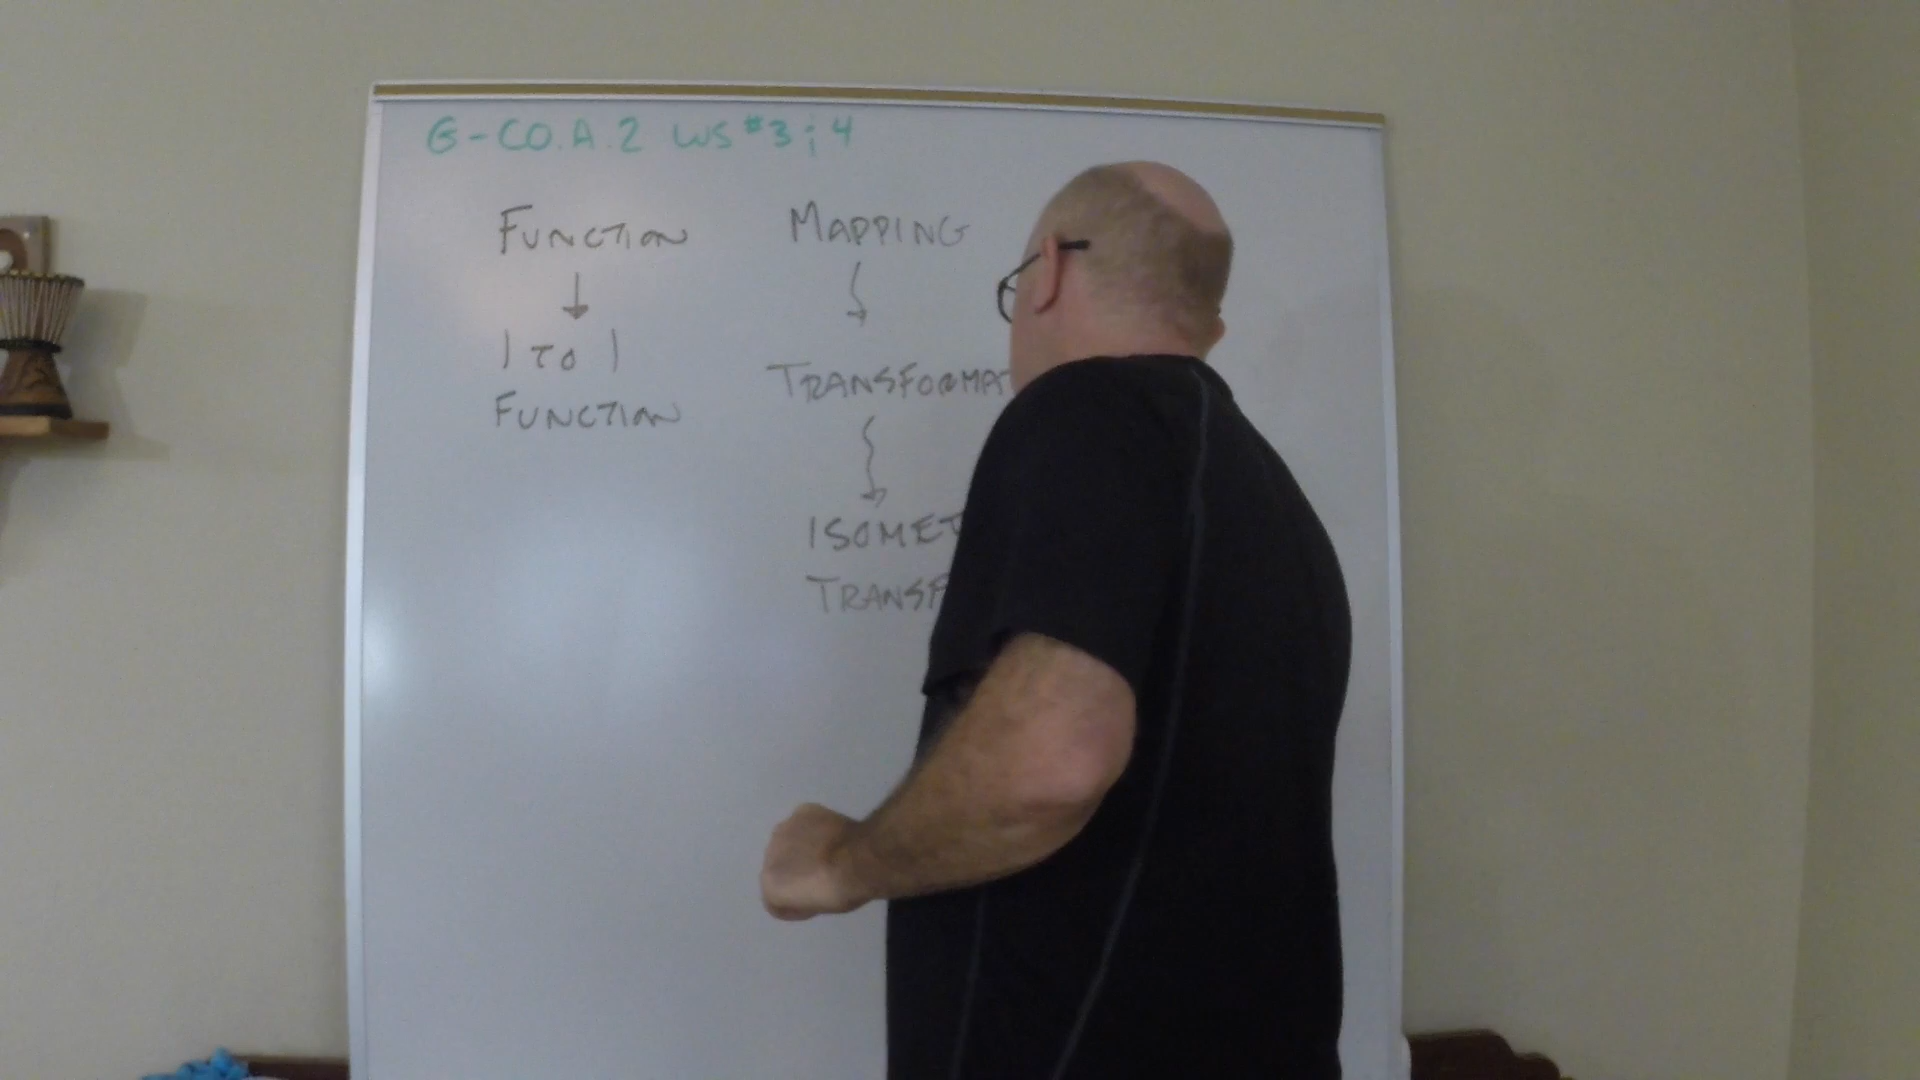 G-CO.A.2 WS #3 ; 4
FUNCTION
1 TO 1
FUNCTION
MAPPING
TRANSFORMAT
ISOMET
TRANSF